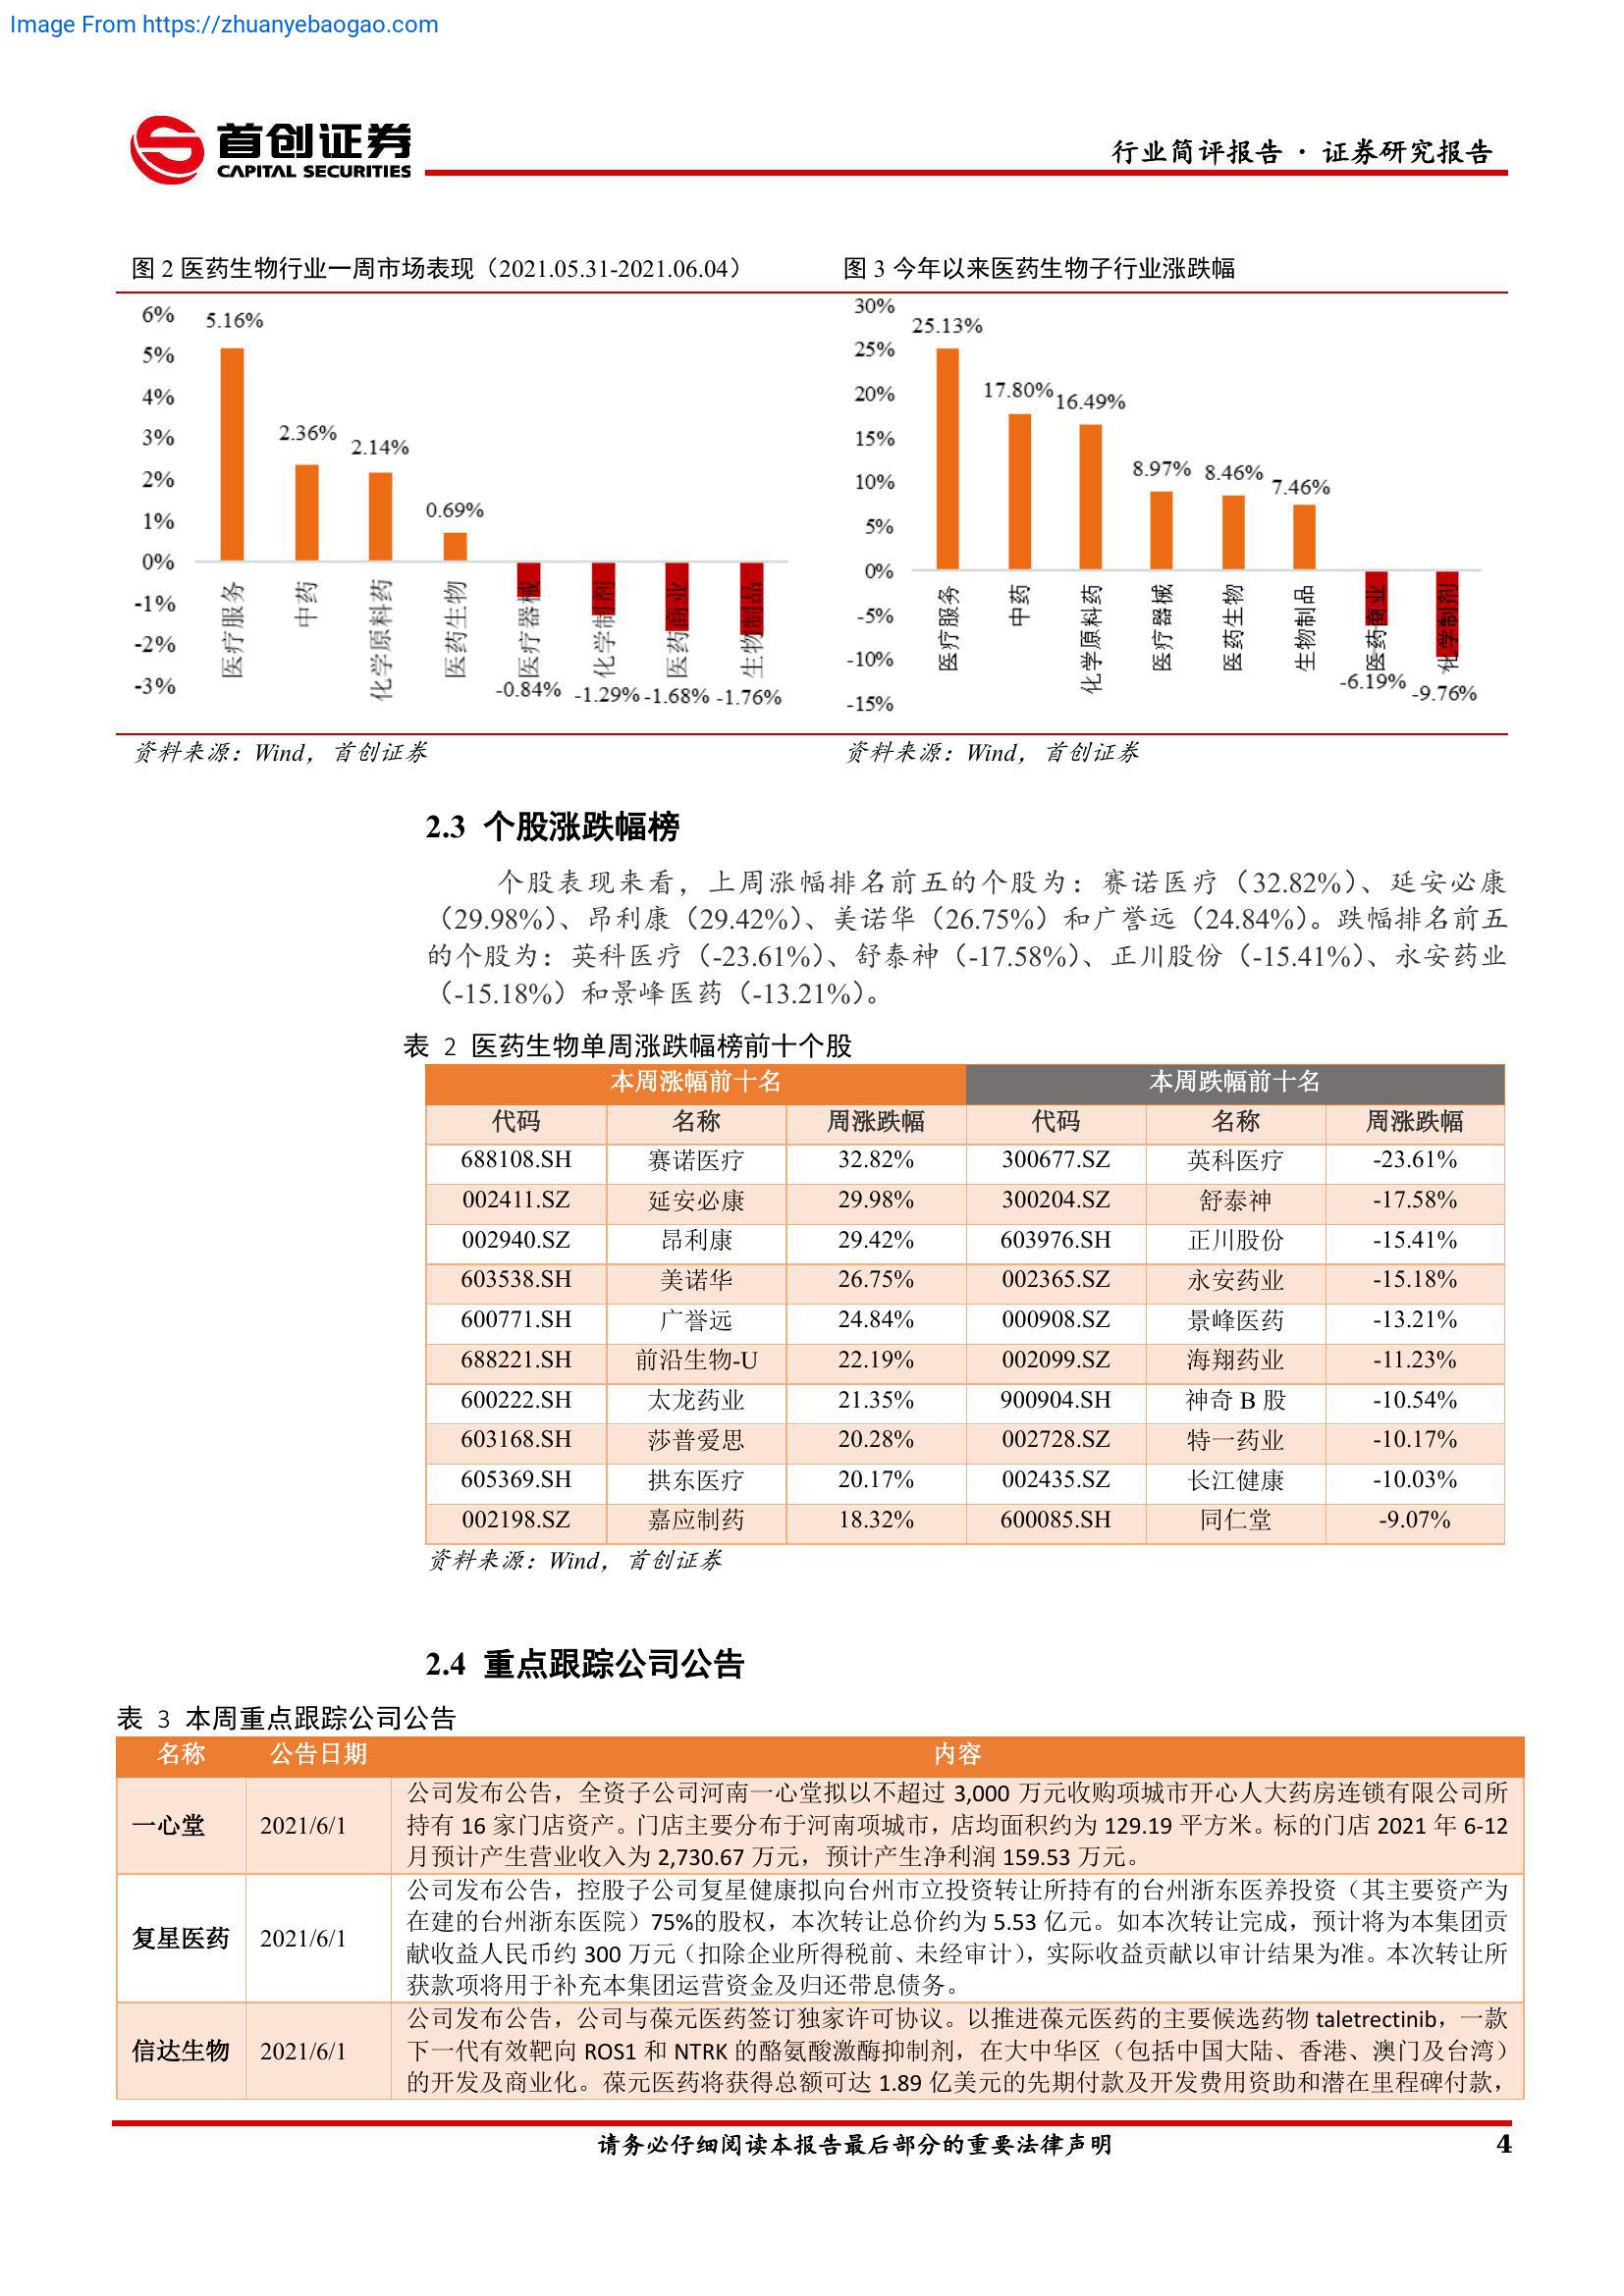 Image From https://zhuanyebaogao.com
首创证券
CAPITAL SECURITIES
行业简评报告 · 证券研究报告
图 2 医药生物行业一周市场表现（2021.05.31-2021.06.04）
6%
5%
4%
3%
2%
1%
0%
-1%
-2%
-3%
5.16%
2.36%
2.14%
0.69%
-0.84%
-1.29%
-1.68%
-1.76%
医疗服务
中药
化学原料药
医药生物
医疗器械
化学制剂
医药商业
生物制品
资料来源：Wind，首创证券
图 3 今年以来医药生物子行业涨跌幅
30%
25%
20%
15%
10%
5%
0%
-5%
-10%
-15%
25.13%
17.80%
16.49%
8.97%
8.46%
7.46%
-6.19%
-9.76%
医疗服务
中药
化学原料药
医疗器械
医药生物
生物制品
医药商业
化学制剂
资料来源：Wind，首创证券
2.3 个股涨跌幅榜
个股表现来看，上周涨幅排名前五的个股为：赛诺医疗（32.82%）、延安必康
（29.98%）、昂利康（29.42%）、美诺华（26.75%）和广誉远（24.84%）。跌幅排名前五
的个股为：英科医疗（-23.61%）、舒泰神（-17.58%）、正川股份（-15.41%）、永安药业
（-15.18%）和景峰医药（-13.21%）。
表 2 医药生物单周涨跌幅榜前十个股
本周涨幅前十名 本周跌幅前十名
代码 名称 周涨跌幅 代码 名称 周涨跌幅
688108.SH 赛诺医疗 32.82% 300677.SZ 英科医疗 -23.61%
002411.SZ 延安必康 29.98% 300204.SZ 舒泰神 -17.58%
002940.SZ 昂利康 29.42% 603976.SH 正川股份 -15.41%
603538.SH 美诺华 26.75% 002365.SZ 永安药业 -15.18%
600771.SH 广誉远 24.84% 000908.SZ 景峰医药 -13.21%
688221.SH 前沿生物-U 22.19% 002099.SZ 海翔药业 -11.23%
600222.SH 太龙药业 21.35% 900904.SH 神奇 B 股 -10.54%
603168.SH 莎普爱思 20.28% 002728.SZ 特一药业 -10.17%
605369.SH 拱东医疗 20.17% 002435.SZ 长江健康 -10.03%
002198.SZ 嘉应制药 18.32% 600085.SH 同仁堂 -9.07%
资料来源：Wind，首创证券
2.4 重点跟踪公司公告
表 3 本周重点跟踪公司公告
名称 公告日期 内容
一心堂 2021/6/1
公司发布公告，全资子公司河南一心堂拟以不超过 3,000 万元收购项城市开心人大药房连锁有限公司所
持有 16 家门店资产。门店主要分布于河南项城市，店均面积约为 129.19 平方米。标的门店 2021 年 6-12
月预计产生营业收入为 2,730.67 万元，预计产生净利润 159.53 万元。
复星医药 2021/6/1
公司发布公告，控股子公司复星健康拟向台州市立投资转让所持有的台州浙东医养投资（其主要资产为
在建的台州浙东医院）75%的股权，本次转让总价约为 5.53 亿元。如本次转让完成，预计将为本集团贡
献收益人民币约 300 万元（扣除企业所得税前、未经审计），实际收益贡献以审计结果为准。本次转让所
获款项将用于补充本集团运营资金及归还带息债务。
信达生物 2021/6/1
公司发布公告，公司与葆元医药签订独家许可协议。以推进葆元医药的主要候选药物 taletrectinib，一款
下一代有效靶向 ROS1 和 NTRK 的酪氨酸激酶抑制剂，在大中华区（包括中国大陆、香港、澳门及台湾）
的开发及商业化。葆元医药将获得总额可达 1.89 亿美元的先期付款及开发费用资助和潜在里程碑付款，
请务必仔细阅读本报告最后部分的重要法律声明
4